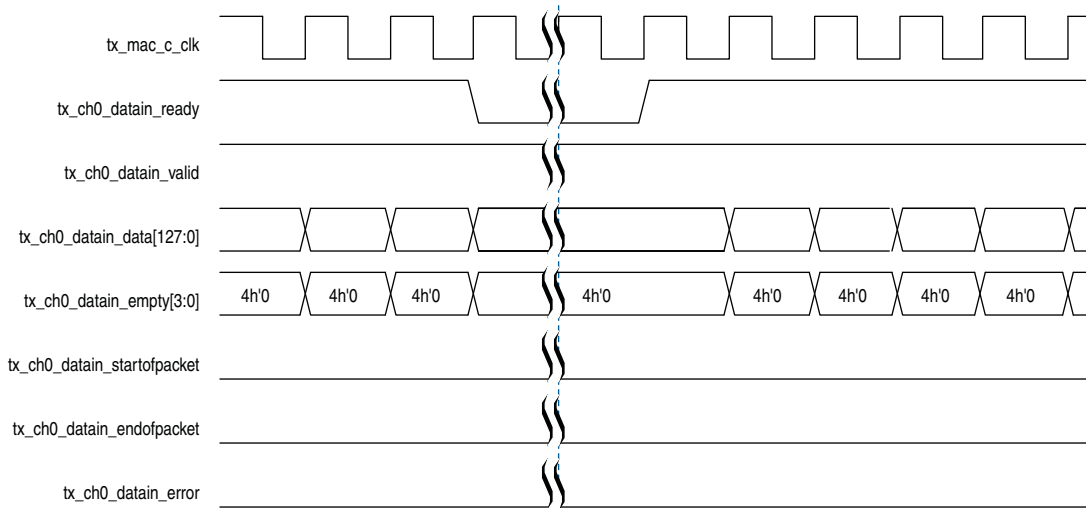 tx_mac_c_clk
tx_ch0_datain_ready
tx_ch0_datain_valid
tx_ch0_datain_data[127:0]
tx_ch0_datain_empty[3:0] 4h'0 4h'0 4h'0 4h'0 4h'0 4h'0 4h'0 4h'0
tx_ch0_datain_startofpacket
tx_ch0_datain_endofpacket
tx_ch0_datain_error